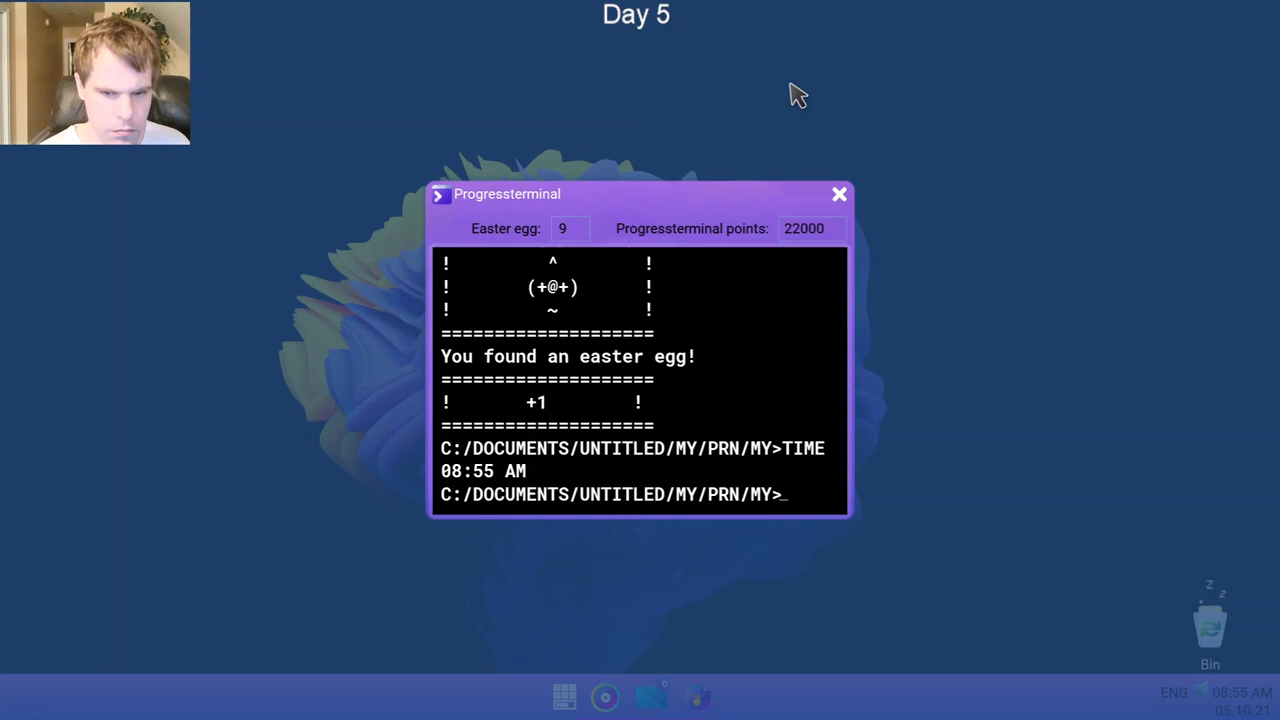 Day 5
Progressterminal
Easter egg: 9 Progressterminal points: 22000
! ^ !
! (+@+) !
! ~ !
====================
You found an easter egg!
====================
! +1 !
====================
C:/DOCUMENTS/UNTITLED/MY/PRN/MY>TIME
08:55 AM
C:/DOCUMENTS/UNTITLED/MY/PRN/MY>_
Z
z
Bin
6
ENG 08:55 AM
05.10.21